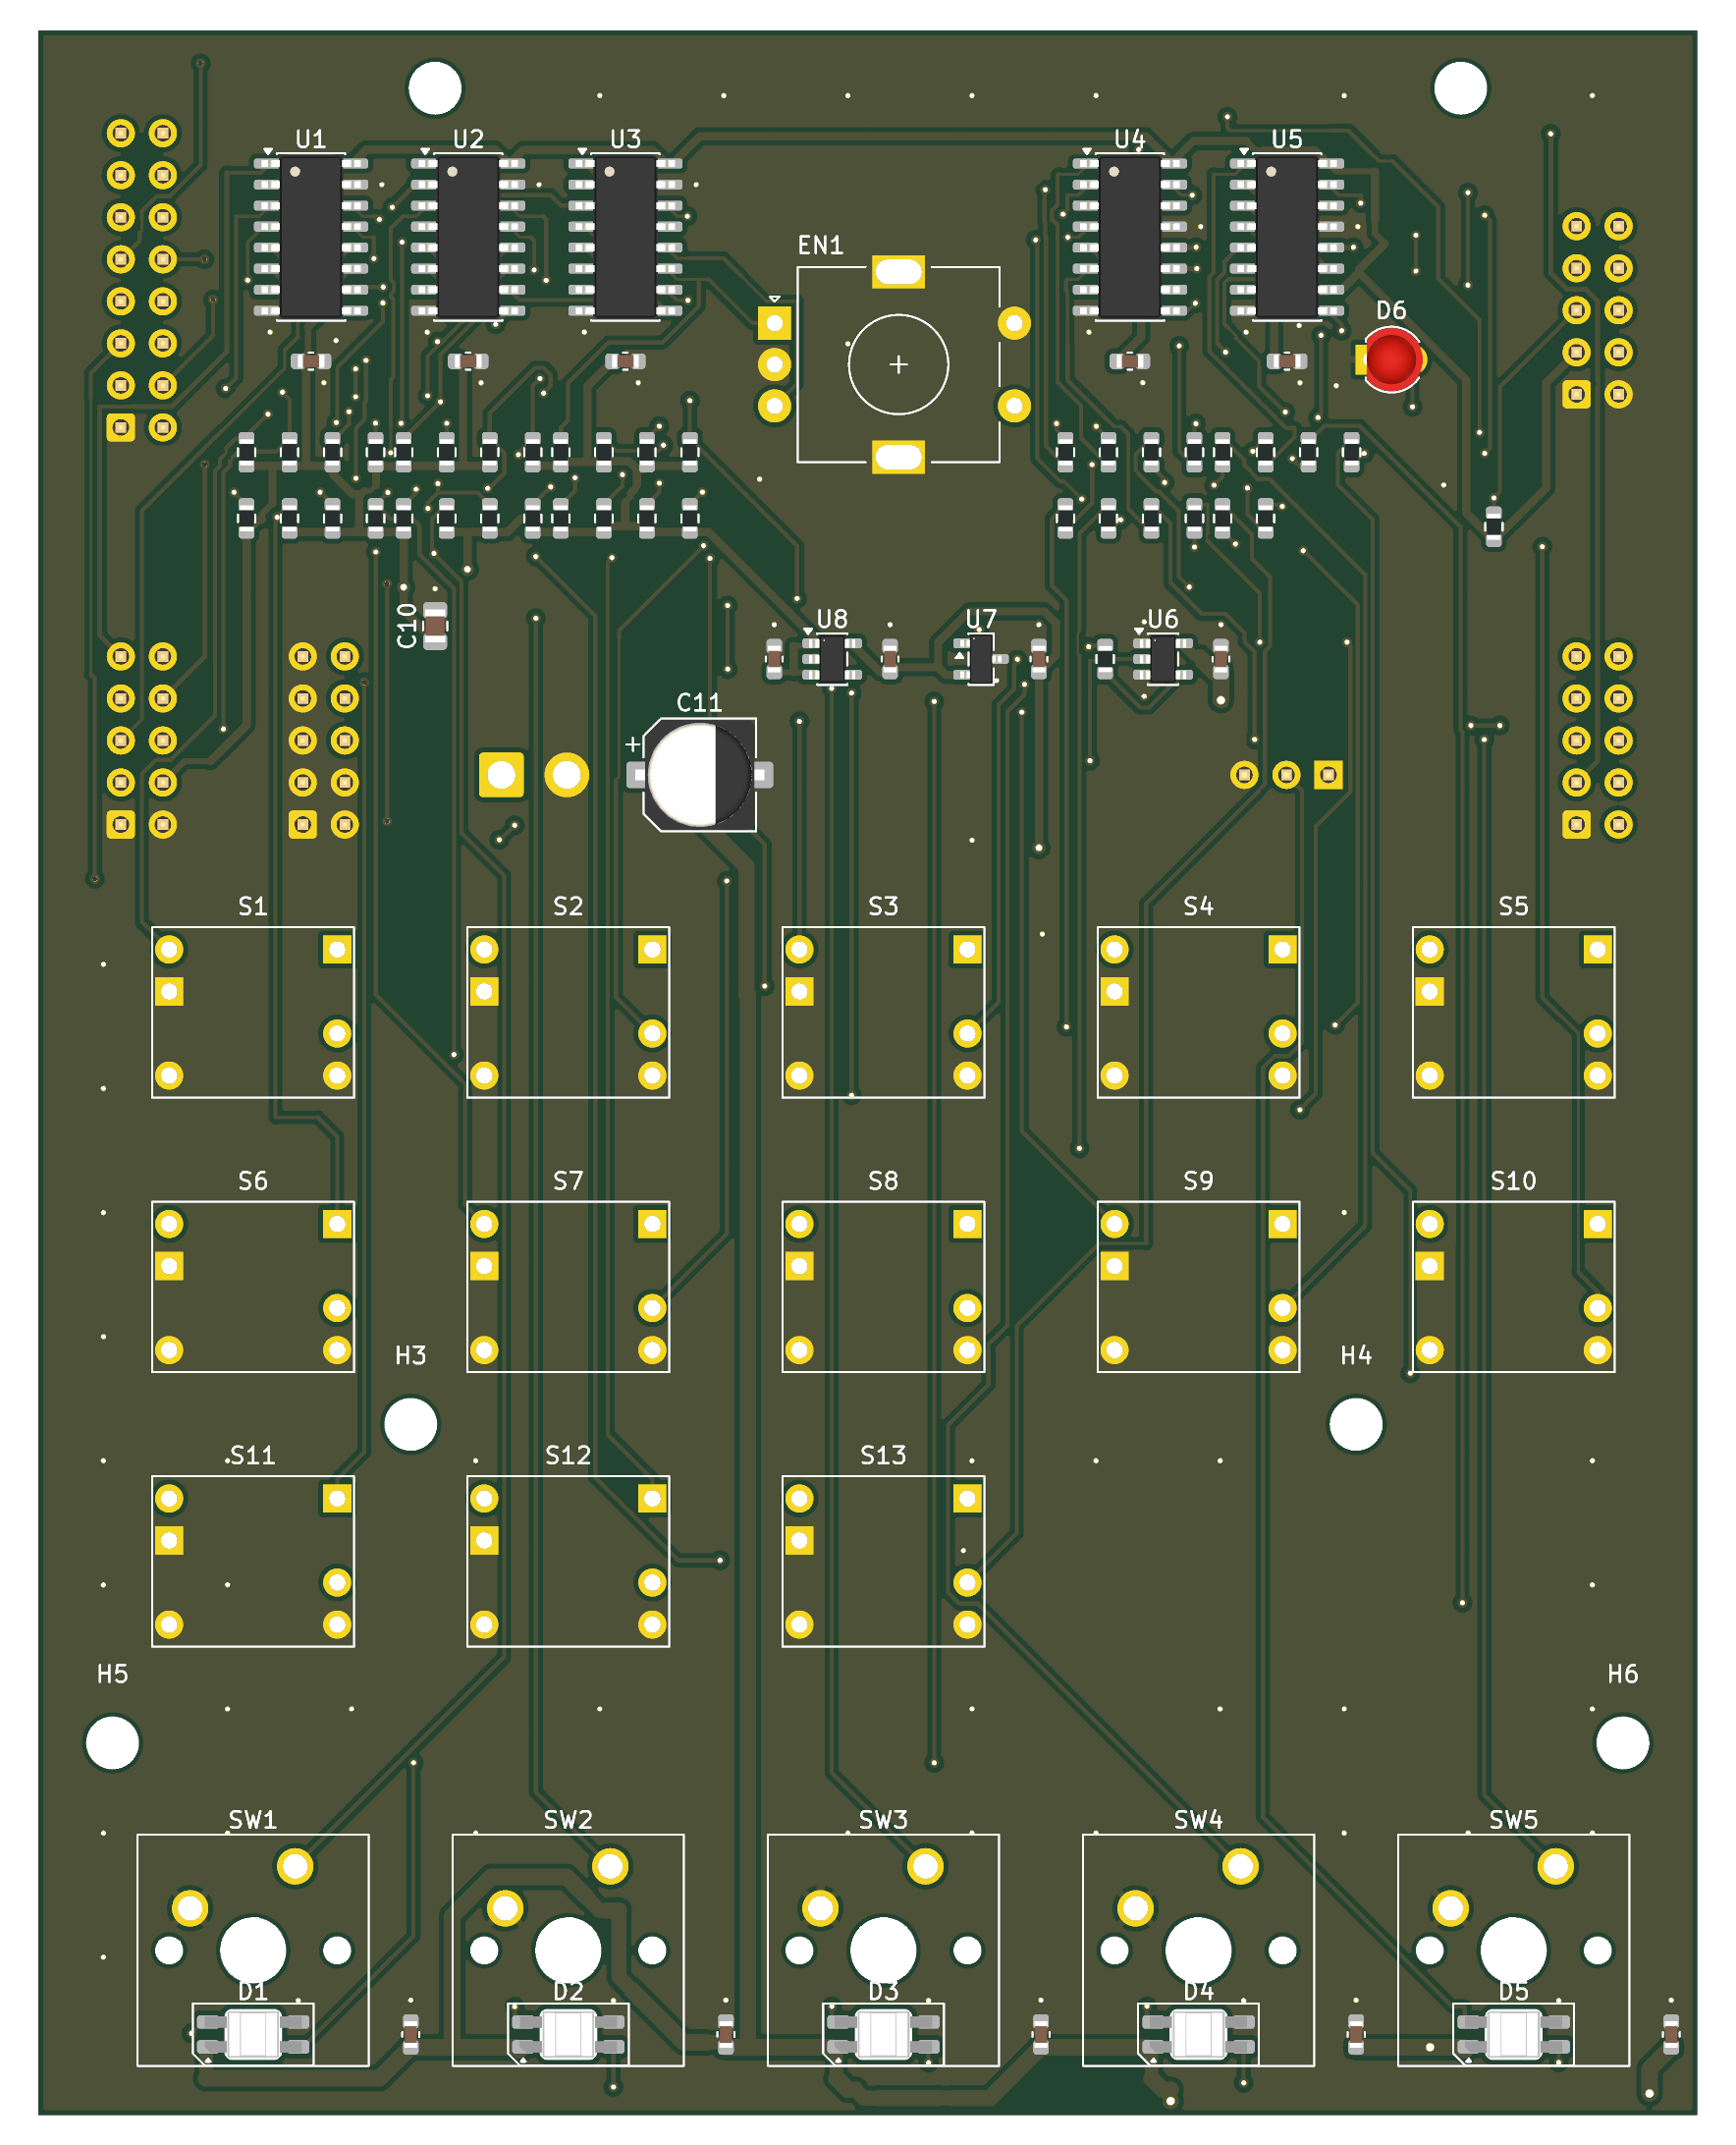 U1 U2 U3 U4 U5
EN1
D6
C10
U8 U7 U6
C11
+
S1 S2 S3 S4 S5
S6 S7 S8 S9 S10
H3 H4
S11 S12 S13
H5 H6
SW1 SW2 SW3 SW4 SW5
D1 D2 D3 D4 D5